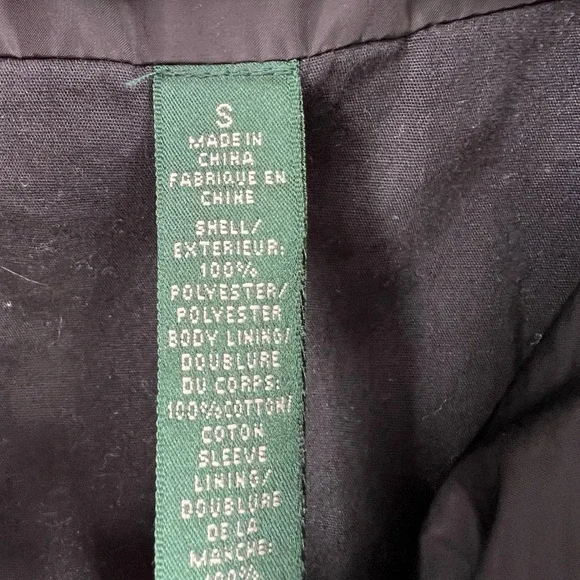 S
MADE IN
CHINA
FABRIQUE EN
CHINE
SHELL/
EXTERIEUR:
100%
POLYESTER/
POLYESTER
BODY LINING/
DOUBLURE
DU CORPS:
100%COTTON/
COTON
SLEEVE
LINING/
DOUBLURE
DE LA
MANCHE:
100%